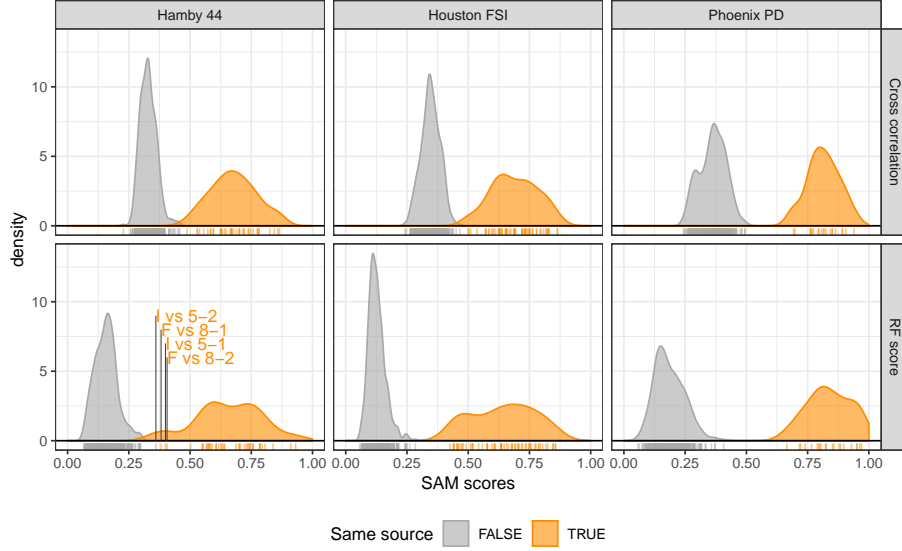 Hamby 44
Houston FSI
Phoenix PD
10
5
0
Cross correlation
density
10
5
0
I vs 5−2
F vs 8−1
I vs 5−1
F vs 8−2
RF score
0.00 0.25 0.50 0.75 1.00
0.00 0.25 0.50 0.75 1.00
0.00 0.25 0.50 0.75 1.00
SAM scores
Same source FALSE TRUE